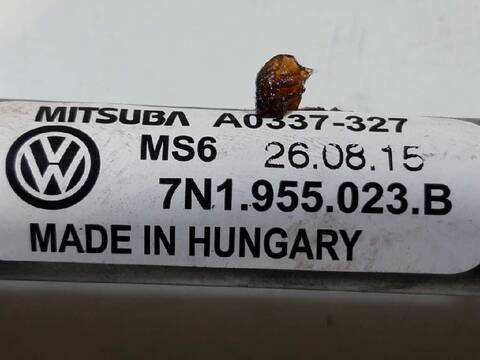 MITSUBA A0337-327
MS6 26.08.15
7N1.955.023.B
MADE IN HUNGARY